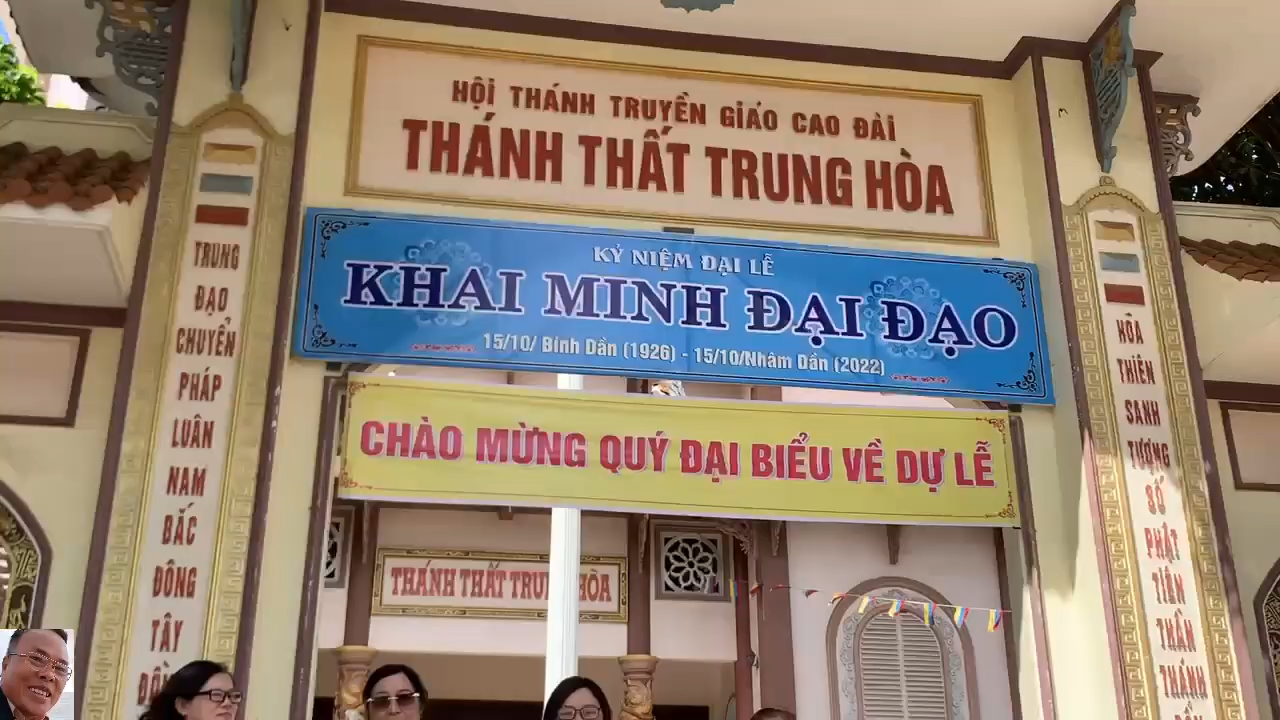 HỘI THÁNH TRUYỀN GIÁO CAO ĐÀI
THÁNH THẤT TRUNG HÒA
KỶ NIỆM ĐẠI LỄ
KHAI MINH ĐẠI ĐẠO
15/10/ Bính Dần (1926) - 15/10/Nhâm Dần (2022)
CHÀO MỪNG QUÝ ĐẠI BIỂU VỀ DỰ LỄ
THÁNH THẤT TRUNG HÒA
TRUNG
ĐẠO
CHUYỂN
PHÁP
LUÂN
NAM
BẮC
ĐÔNG
TÂY
HÒA
THIÊN
SANH
TƯỢNG
SỐ
PHẬT
TIÊN
THẦN
THÁNH